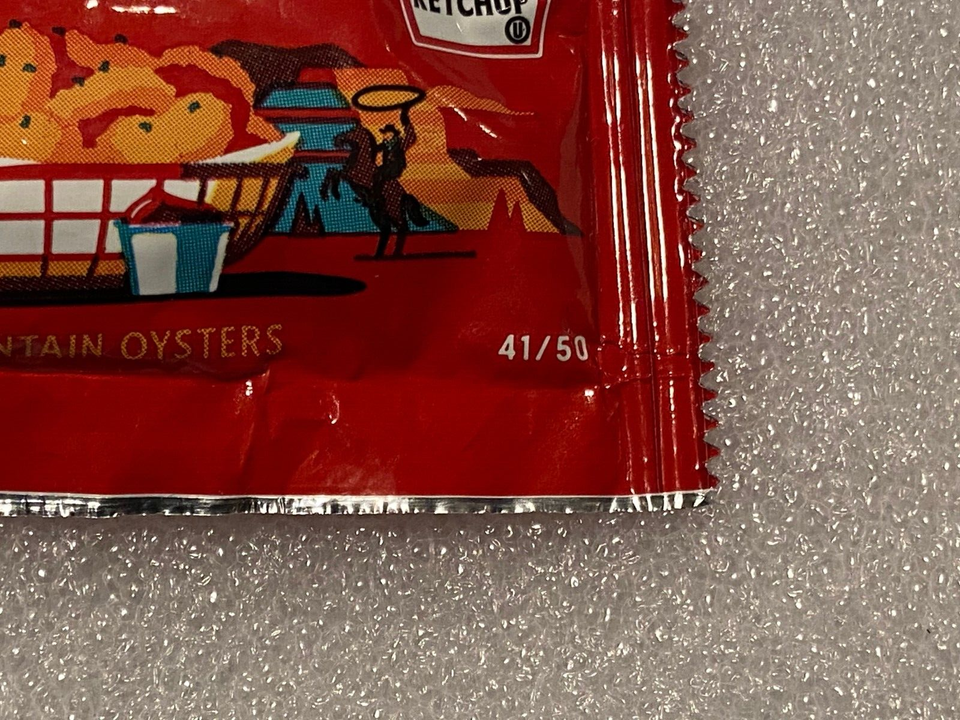 KETCHUP
U
NTAIN OYSTERS
41/50